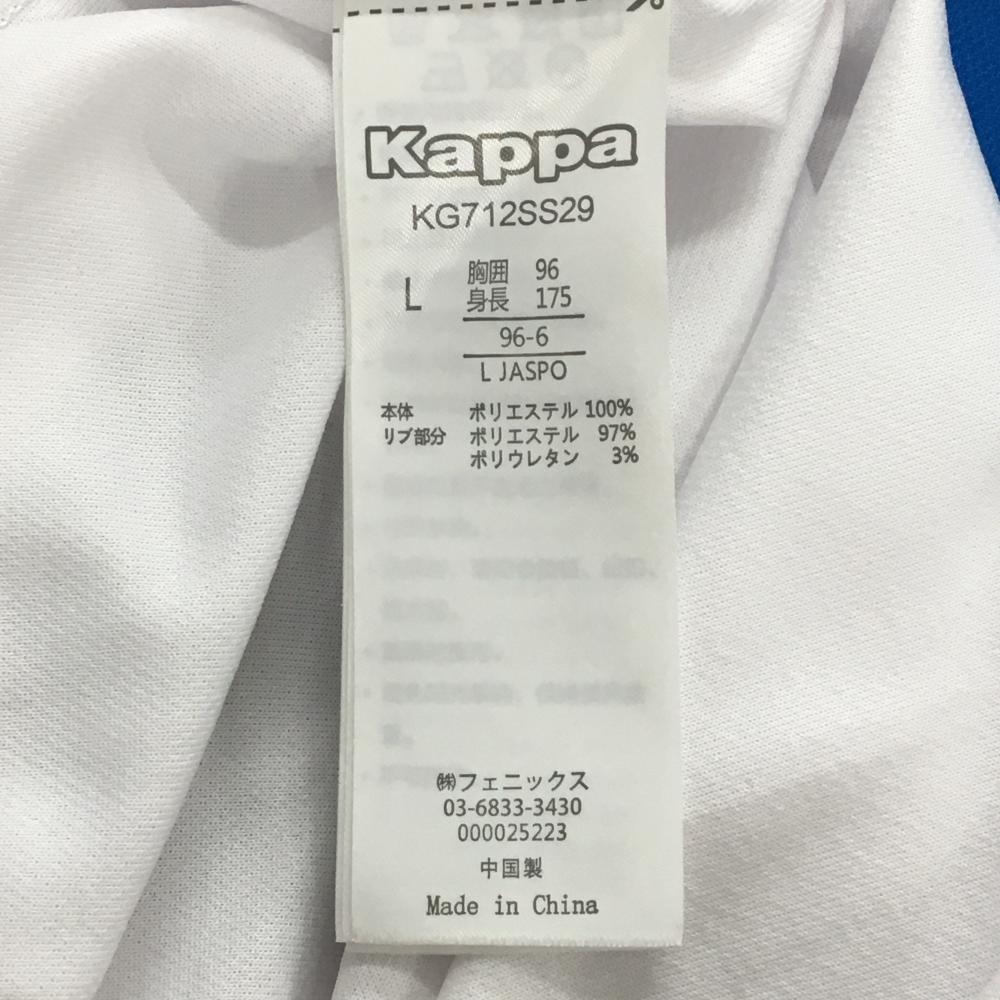 Kappa
KG712SS29
L 胸囲 96
身長 175
96-6
L JASPO
本体 ポリエステル 100%
リブ部分 ポリエステル 97%
ポリウレタン 3%
㈱フェニックス
03-6833-3430
000025223
中国製
Made in China